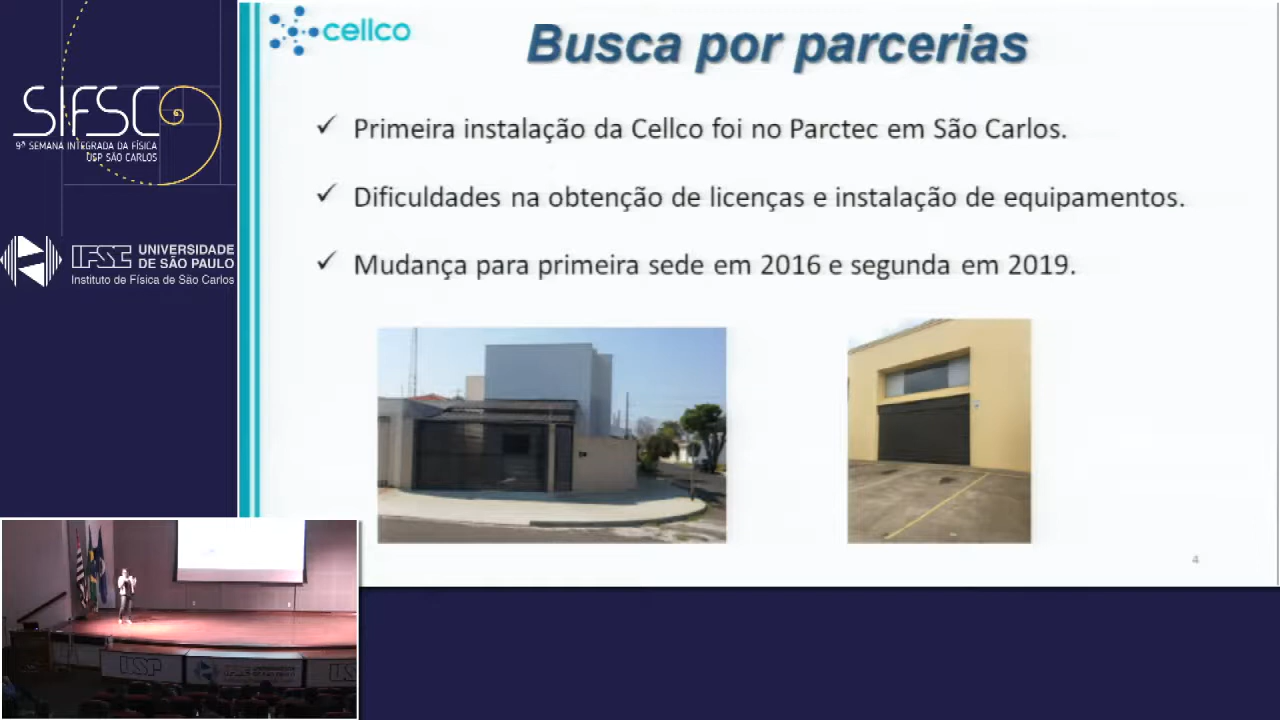 SIFSC
9ª SEMANA INTEGRADA DA FÍSICA
USP SÃO CARLOS
IFSC UNIVERSIDADE
DE SÃO PAULO
Instituto de Física de São Carlos
cellco
Busca por parcerias
✓ Primeira instalação da Cellco foi no Parctec em São Carlos.
✓ Dificuldades na obtenção de licenças e instalação de equipamentos.
✓ Mudança para primeira sede em 2016 e segunda em 2019.
4
USP